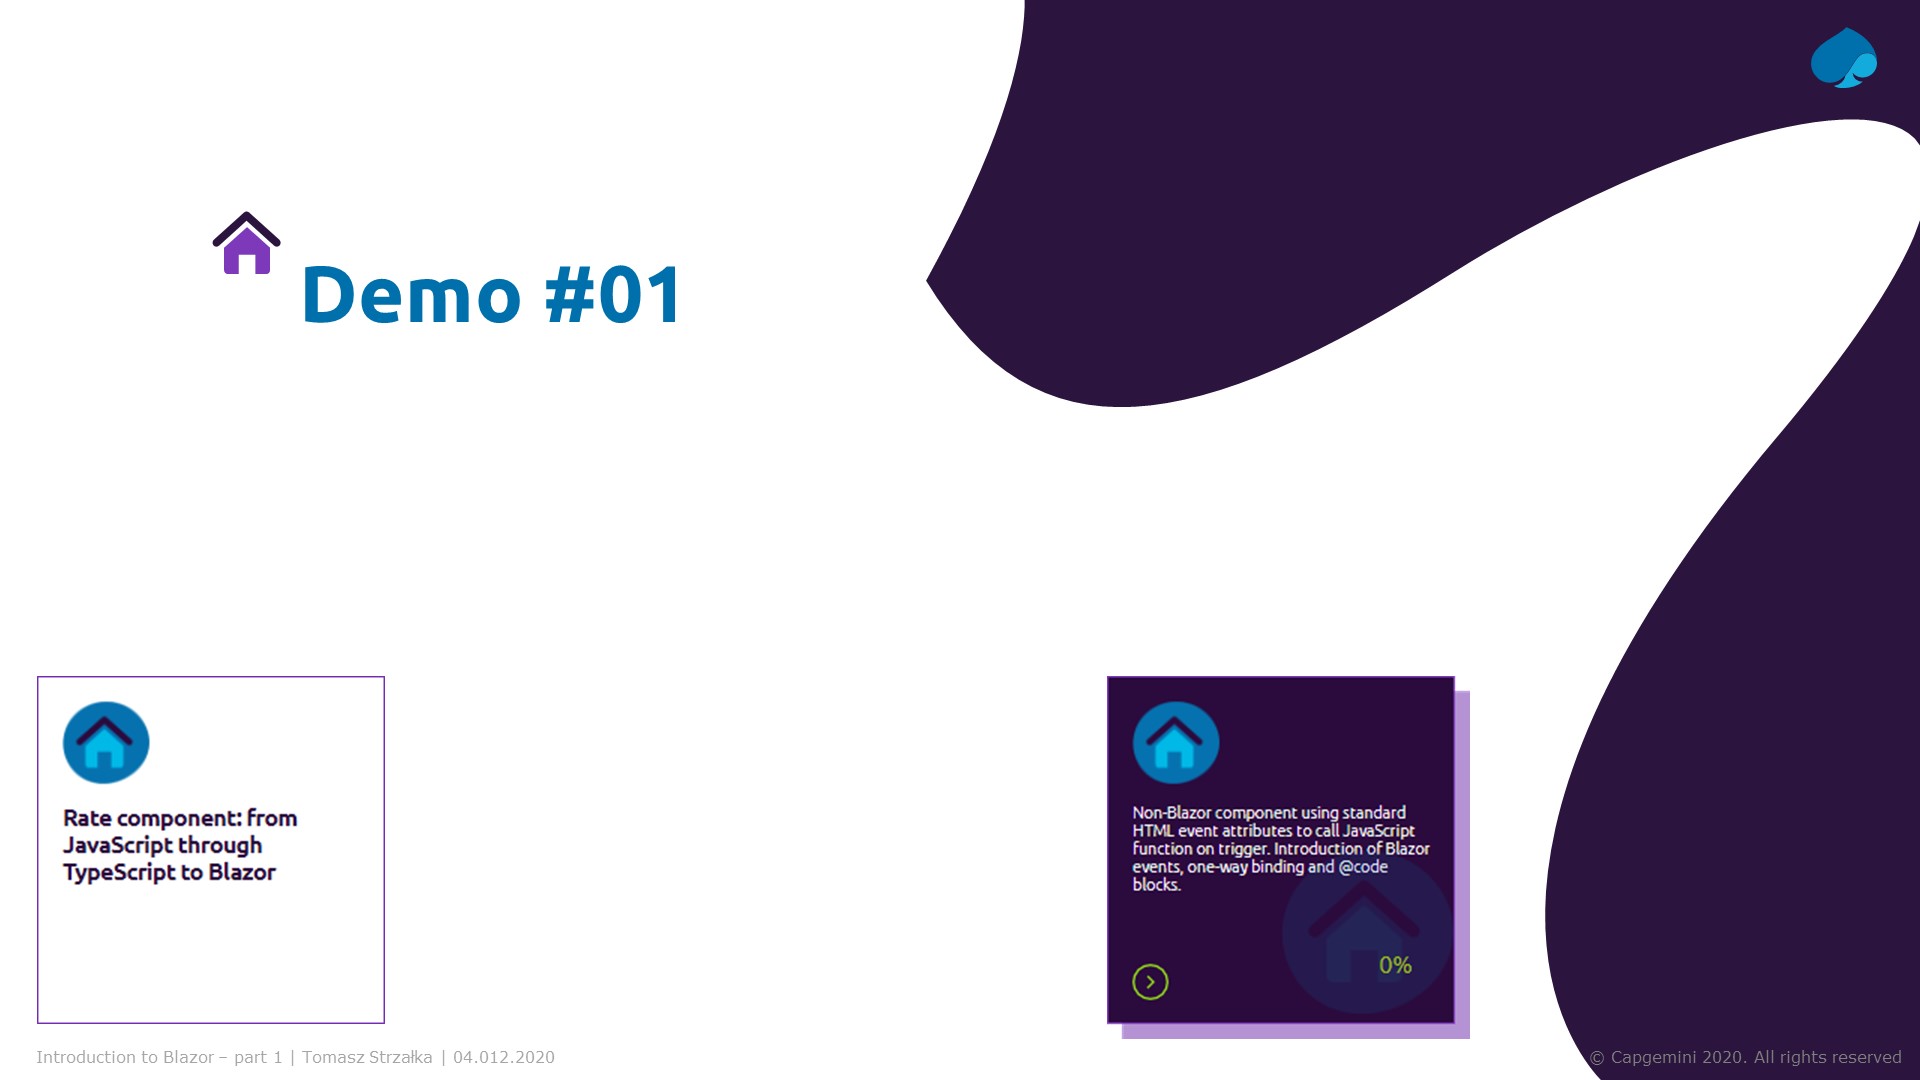 Demo #01
Rate component: from
JavaScript through
TypeScript to Blazor
Non-Blazor component using standard
HTML event attributes to call JavaScript
function on trigger. Introduction of Blazor
events, one-way binding and @code
blocks.
0%
Introduction to Blazor – part 1 | Tomasz Strzałka | 04.012.2020
© Capgemini 2020. All rights reserved